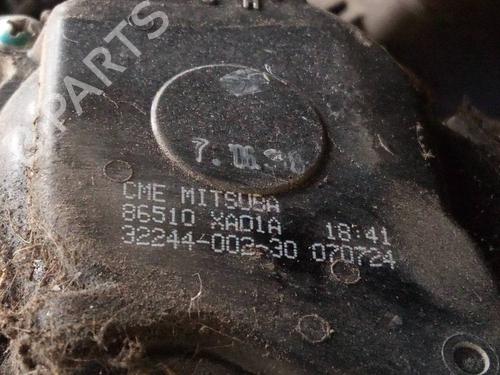 PARTS
CME MITSUBA
86510 XA01A 18:41
32244-002-30 070724